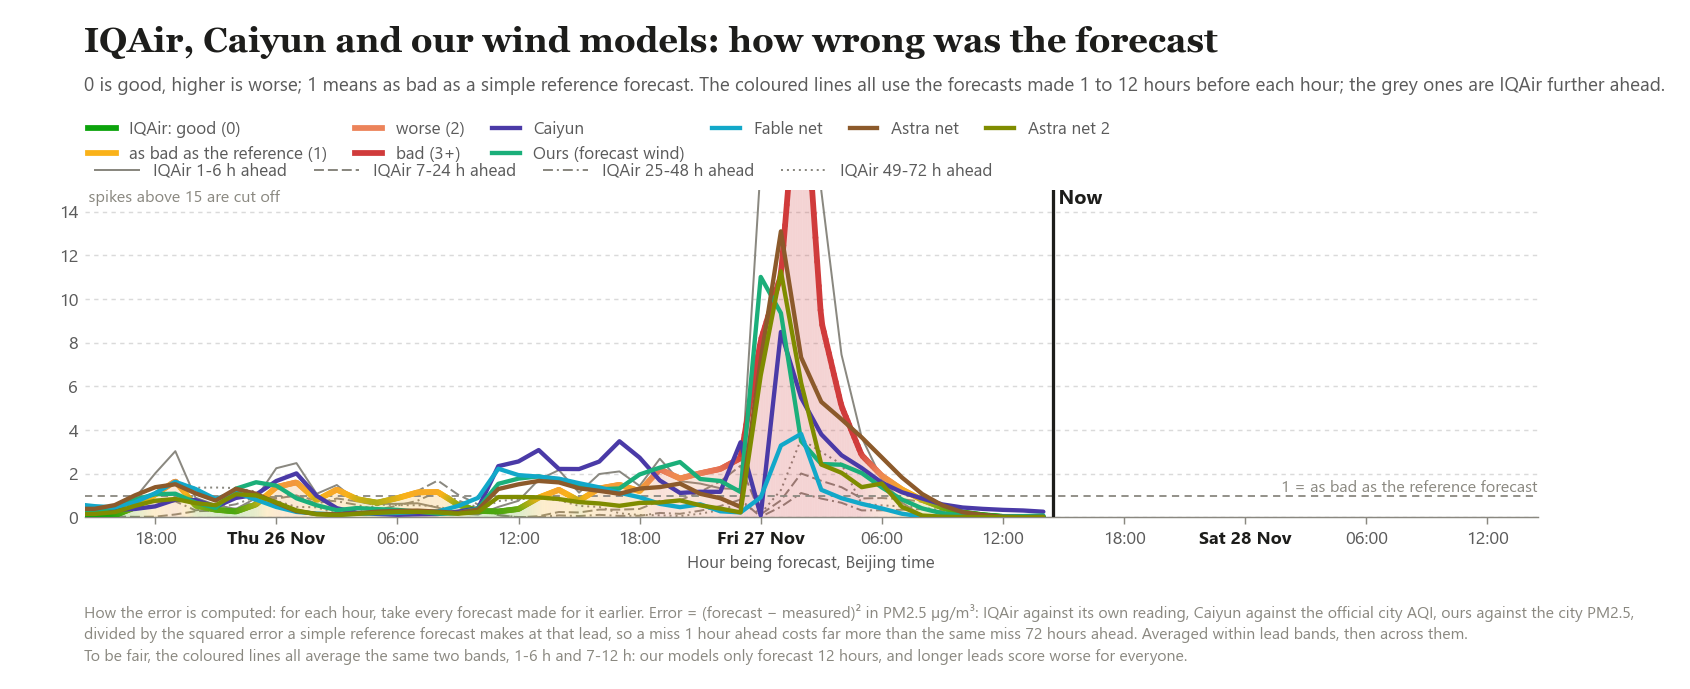 IQAir, Caiyun and our wind models: how wrong was the forecast
0 is good, higher is worse; 1 means as bad as a simple reference forecast. The coloured lines all use the forecasts made 1 to 12 hours before each hour; the grey ones are IQAir further ahead.
IQAir: good (0) worse (2) Caiyun Fable net Astra net Astra net 2
as bad as the reference (1) bad (3+) Ours (forecast wind)
IQAir 1-6 h ahead IQAir 7-24 h ahead IQAir 25-48 h ahead IQAir 49-72 h ahead
spikes above 15 are cut off
Now
14
12
10
8
6
4
2
1 = as bad as the reference forecast
0
18:00 Thu 26 Nov 06:00 12:00 18:00 Fri 27 Nov 06:00 12:00 18:00 Sat 28 Nov 06:00 12:00
Hour being forecast, Beijing time
How the error is computed: for each hour, take every forecast made for it earlier. Error = (forecast − measured)² in PM2.5 µg/m³: IQAir against its own reading, Caiyun against the official city AQI, ours against the city PM2.5,
divided by the squared error a simple reference forecast makes at that lead, so a miss 1 hour ahead costs far more than the same miss 72 hours ahead. Averaged within lead bands, then across them.
To be fair, the coloured lines all average the same two bands, 1-6 h and 7-12 h: our models only forecast 12 hours, and longer leads score worse for everyone.